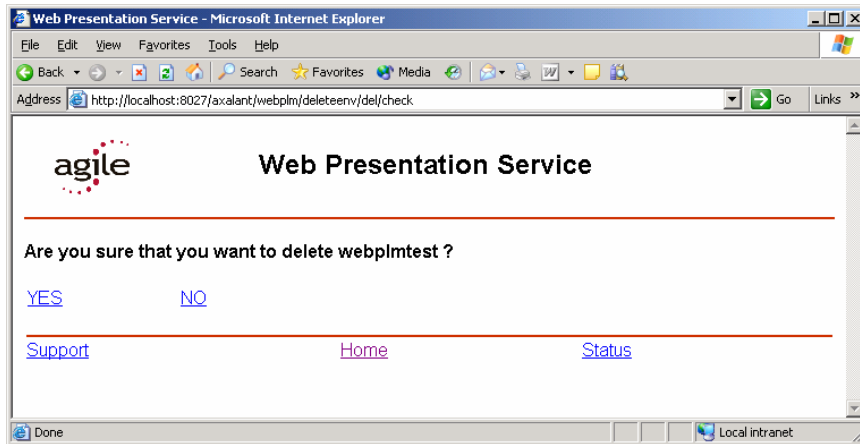 Web Presentation Service - Microsoft Internet Explorer
File Edit View Favorites Tools Help
Back Search Favorites Media
Address http://localhost:8027/axalant/webplm/deleteenv/del/check Go Links »
agile Web Presentation Service
Are you sure that you want to delete webplmtest ?
YES NO
Support Home Status
Done Local intranet